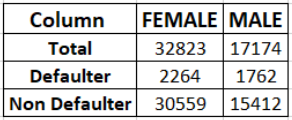 Column FEMALE MALE
Total 32823 17174
Defaulter 2264 1762
Non Defaulter 30559 15412